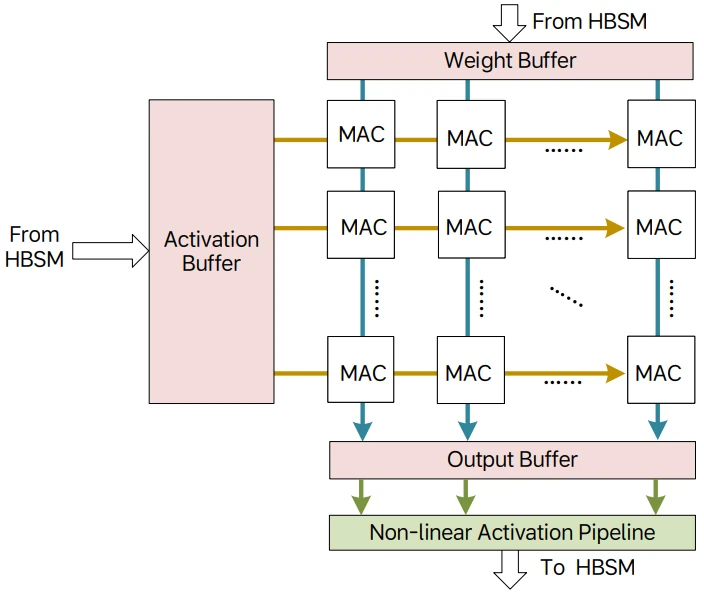 From HBSM
Weight Buffer
MAC MAC ...... MAC
From
HBSM
Activation
Buffer
MAC MAC ...... MAC
MAC MAC ...... MAC
Output Buffer
Non-linear Activation Pipeline
To HBSM